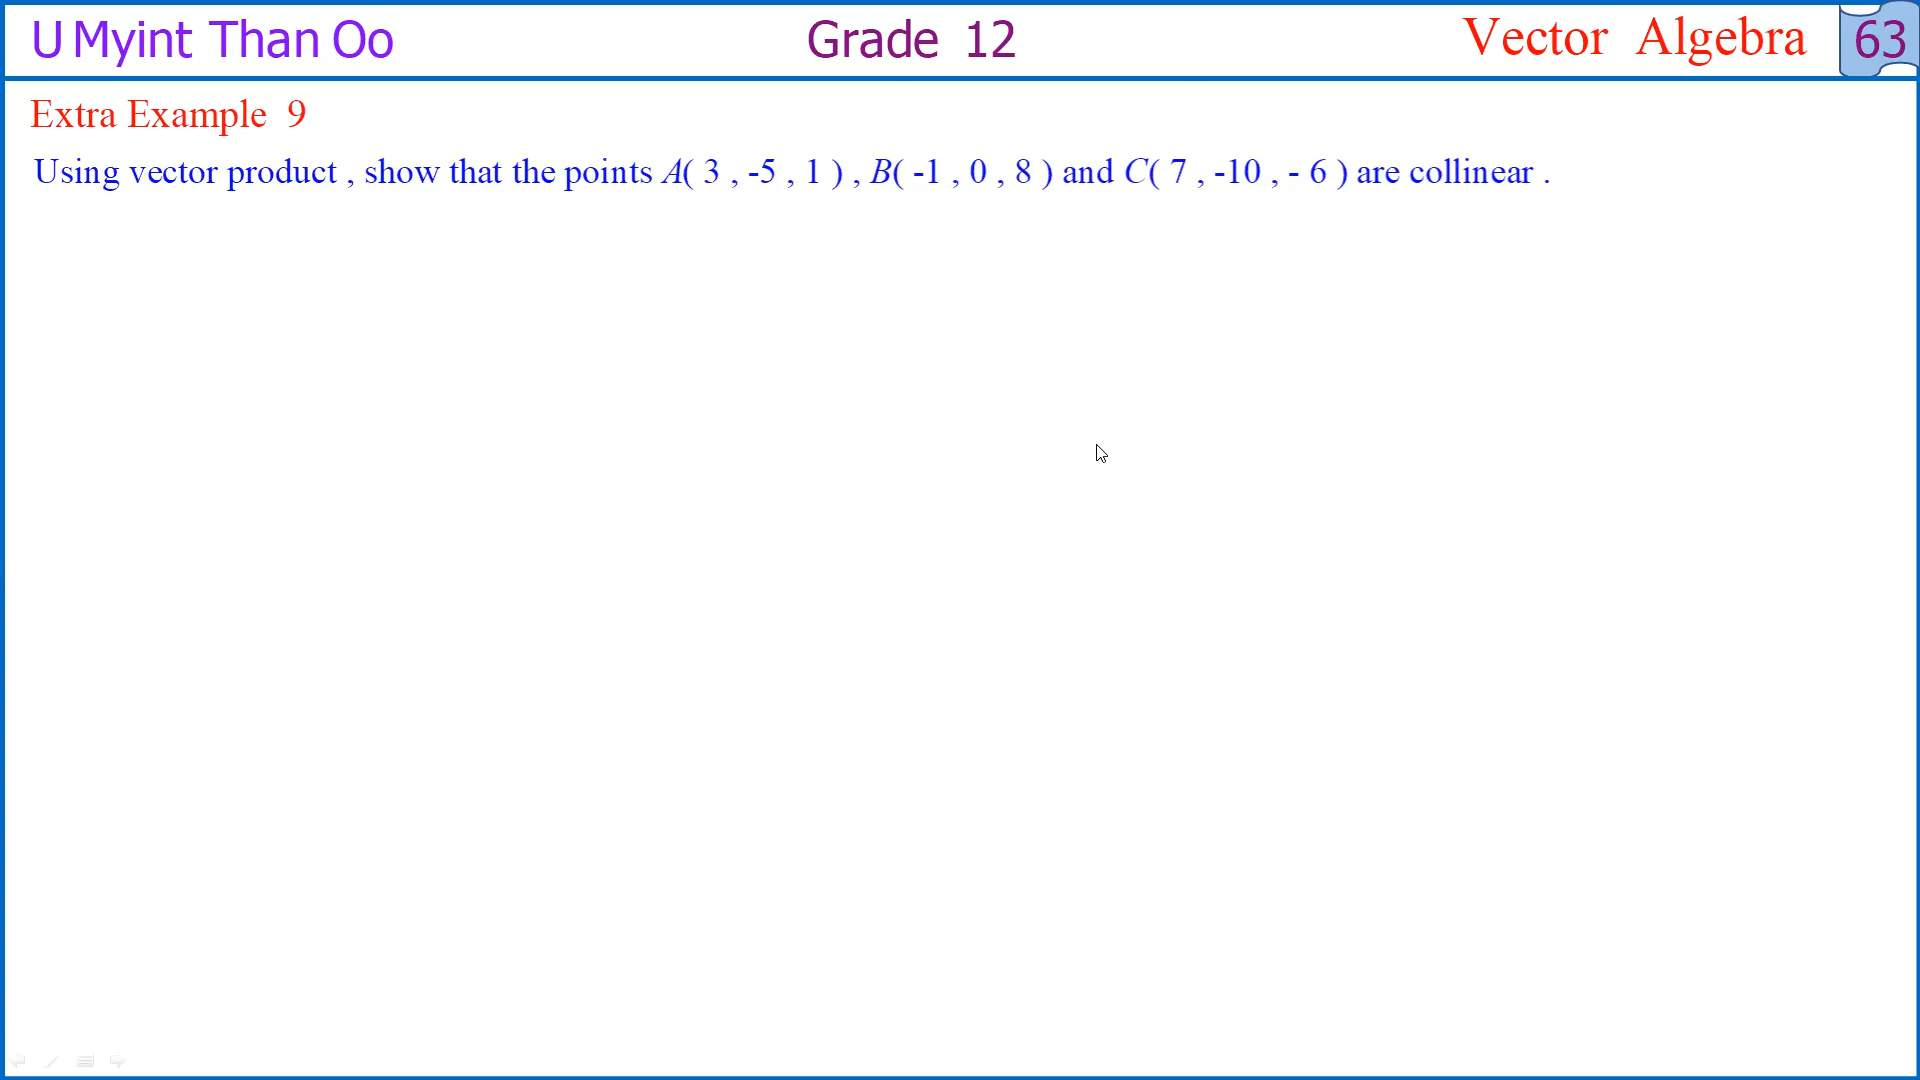 U Myint Than Oo Grade 12 Vector Algebra 63
Extra Example 9
Using vector product , show that the points A( 3 , -5 , 1 ) , B( -1 , 0 , 8 ) and C( 7 , -10 , - 6 ) are collinear .